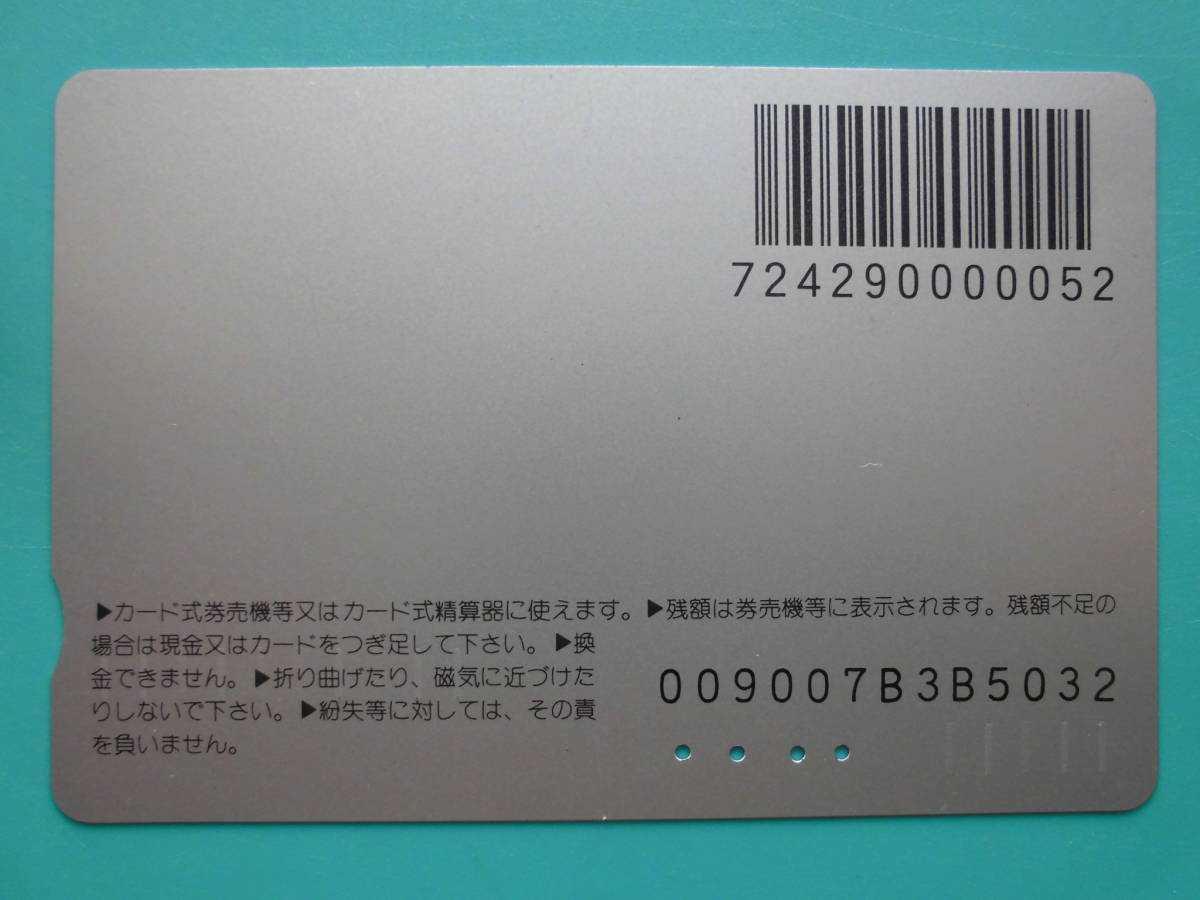 724290000052
▶カード式券売機等又はカード式精算器に使えます。▶残額は券売機等に表示されます。残額不足の
場合は現金又はカードをつぎ足して下さい。▶換
金できません。▶折り曲げたり、磁気に近づけた
りしないで下さい。▶紛失等に対しては、その責
を負いません。
009007B3B5032